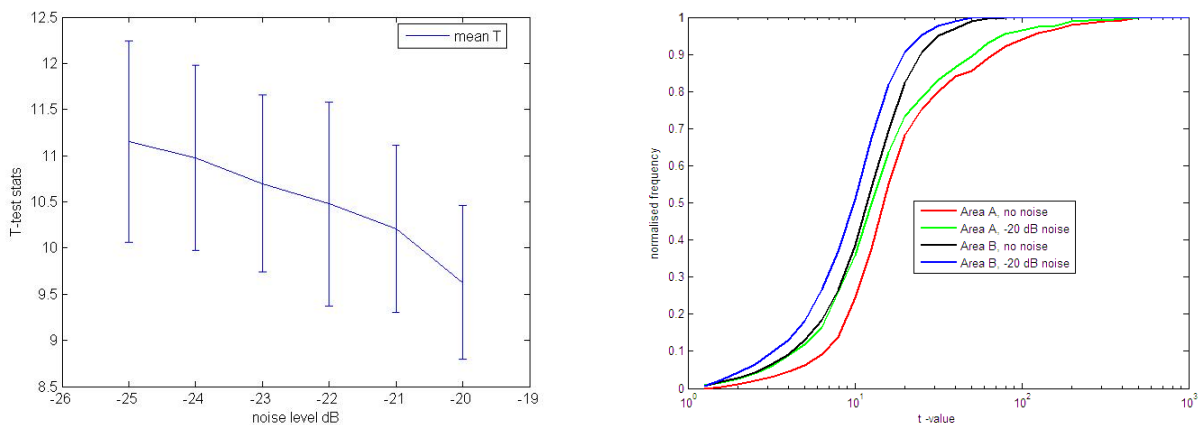 12.5
12
11.5
11
10.5
10
9.5
9
8.5
T-test stats
mean T
-26 -25 -24 -23 -22 -21 -20 -19
noise level dB
1
0.9
0.8
0.7
0.6
0.5
0.4
0.3
0.2
0.1
0
normalised frequency
Area A, no noise
Area A, -20 dB noise
Area B, no noise
Area B, -20 dB noise
10^0 10^1 10^2 10^3
t -value